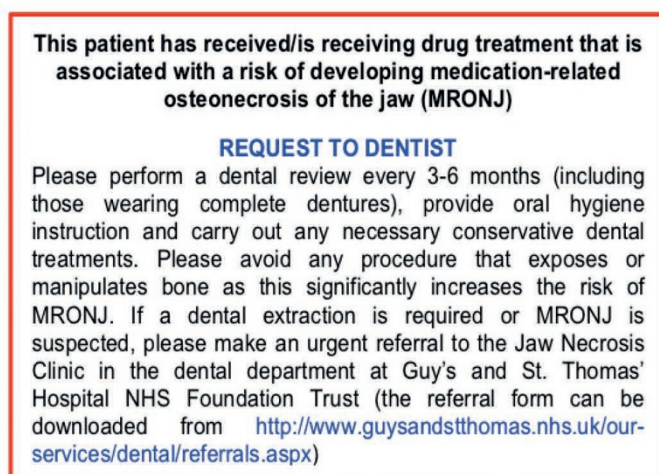 This patient has received/is receiving drug treatment that is
associated with a risk of developing medication-related
osteonecrosis of the jaw (MRONJ)
REQUEST TO DENTIST
Please perform a dental review every 3-6 months (including
those wearing complete dentures), provide oral hygiene
instruction and carry out any necessary conservative dental
treatments. Please avoid any procedure that exposes or
manipulates bone as this significantly increases the risk of
MRONJ. If a dental extraction is required or MRONJ is
suspected, please make an urgent referral to the Jaw Necrosis
Clinic in the dental department at Guy's and St. Thomas'
Hospital NHS Foundation Trust (the referral form can be
downloaded from http://www.guysandstthomas.nhs.uk/our-
services/dental/referrals.aspx)